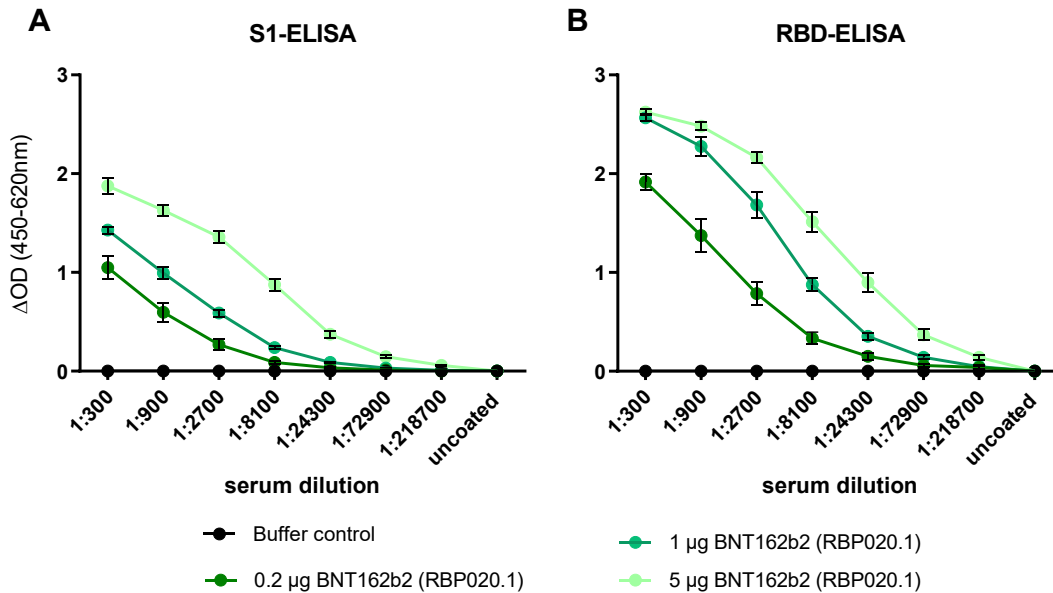 A
S1-ELISA
B
RBD-ELISA
ΔOD (450-620nm)
3
2
1
0
1:300
1:900
1:2700
1:8100
1:24300
1:72900
1:218700
uncoated
serum dilution
3
2
1
0
1:300
1:900
1:2700
1:8100
1:24300
1:72900
1:218700
uncoated
serum dilution
Buffer control
0.2 µg BNT162b2 (RBP020.1)
1 µg BNT162b2 (RBP020.1)
5 µg BNT162b2 (RBP020.1)